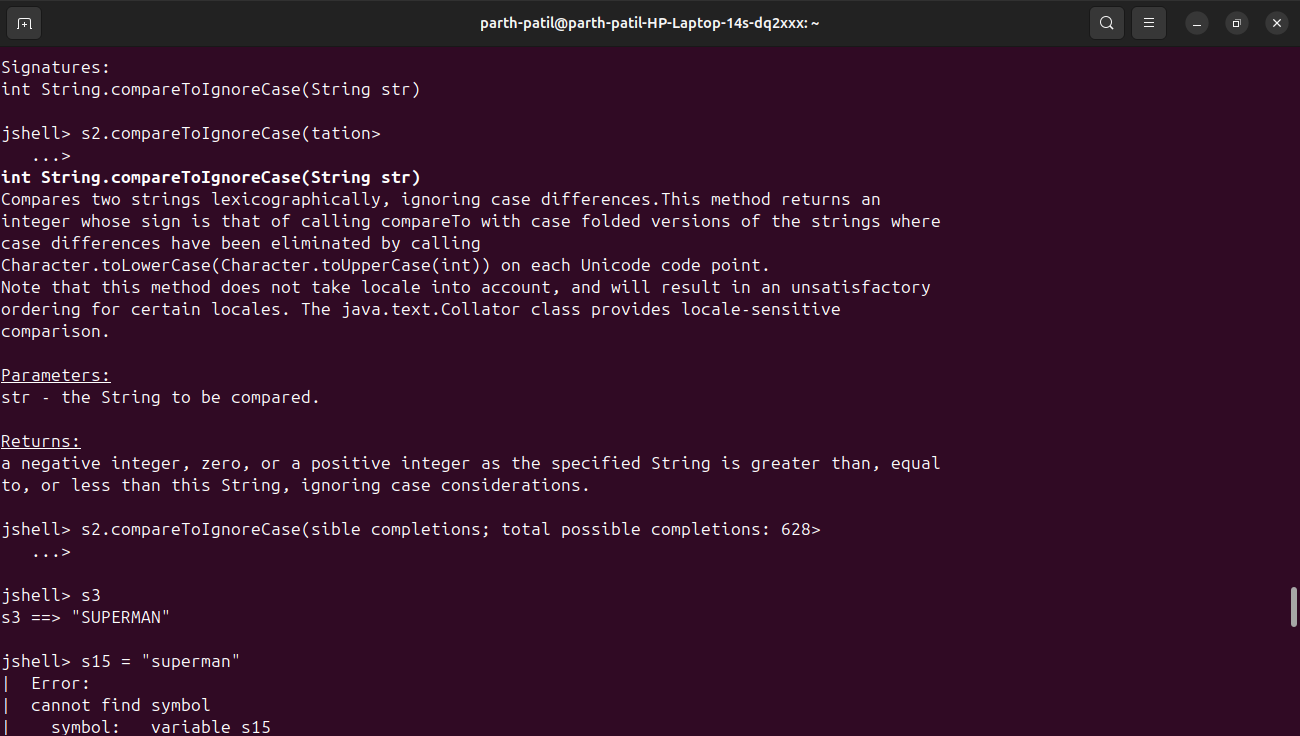 parth-patil@parth-patil-HP-Laptop-14s-dq2xxx: ~
Signatures:
int String.compareToIgnoreCase(String str)
jshell> s2.compareToIgnoreCase(tation>
...>
int String.compareToIgnoreCase(String str)
Compares two strings lexicographically, ignoring case differences.This method returns an
integer whose sign is that of calling compareTo with case folded versions of the strings where
case differences have been eliminated by calling
Character.toLowerCase(Character.toUpperCase(int)) on each Unicode code point.
Note that this method does not take locale into account, and will result in an unsatisfactory
ordering for certain locales. The java.text.Collator class provides locale-sensitive
comparison.
Parameters:
str - the String to be compared.
Returns:
a negative integer, zero, or a positive integer as the specified String is greater than, equal
to, or less than this String, ignoring case considerations.
jshell> s2.compareToIgnoreCase(sible completions; total possible completions: 628>
...>
jshell> s3
s3 ==> "SUPERMAN"
jshell> s15 = "superman"
|  Error:
|  cannot find symbol
|    symbol:   variable s15